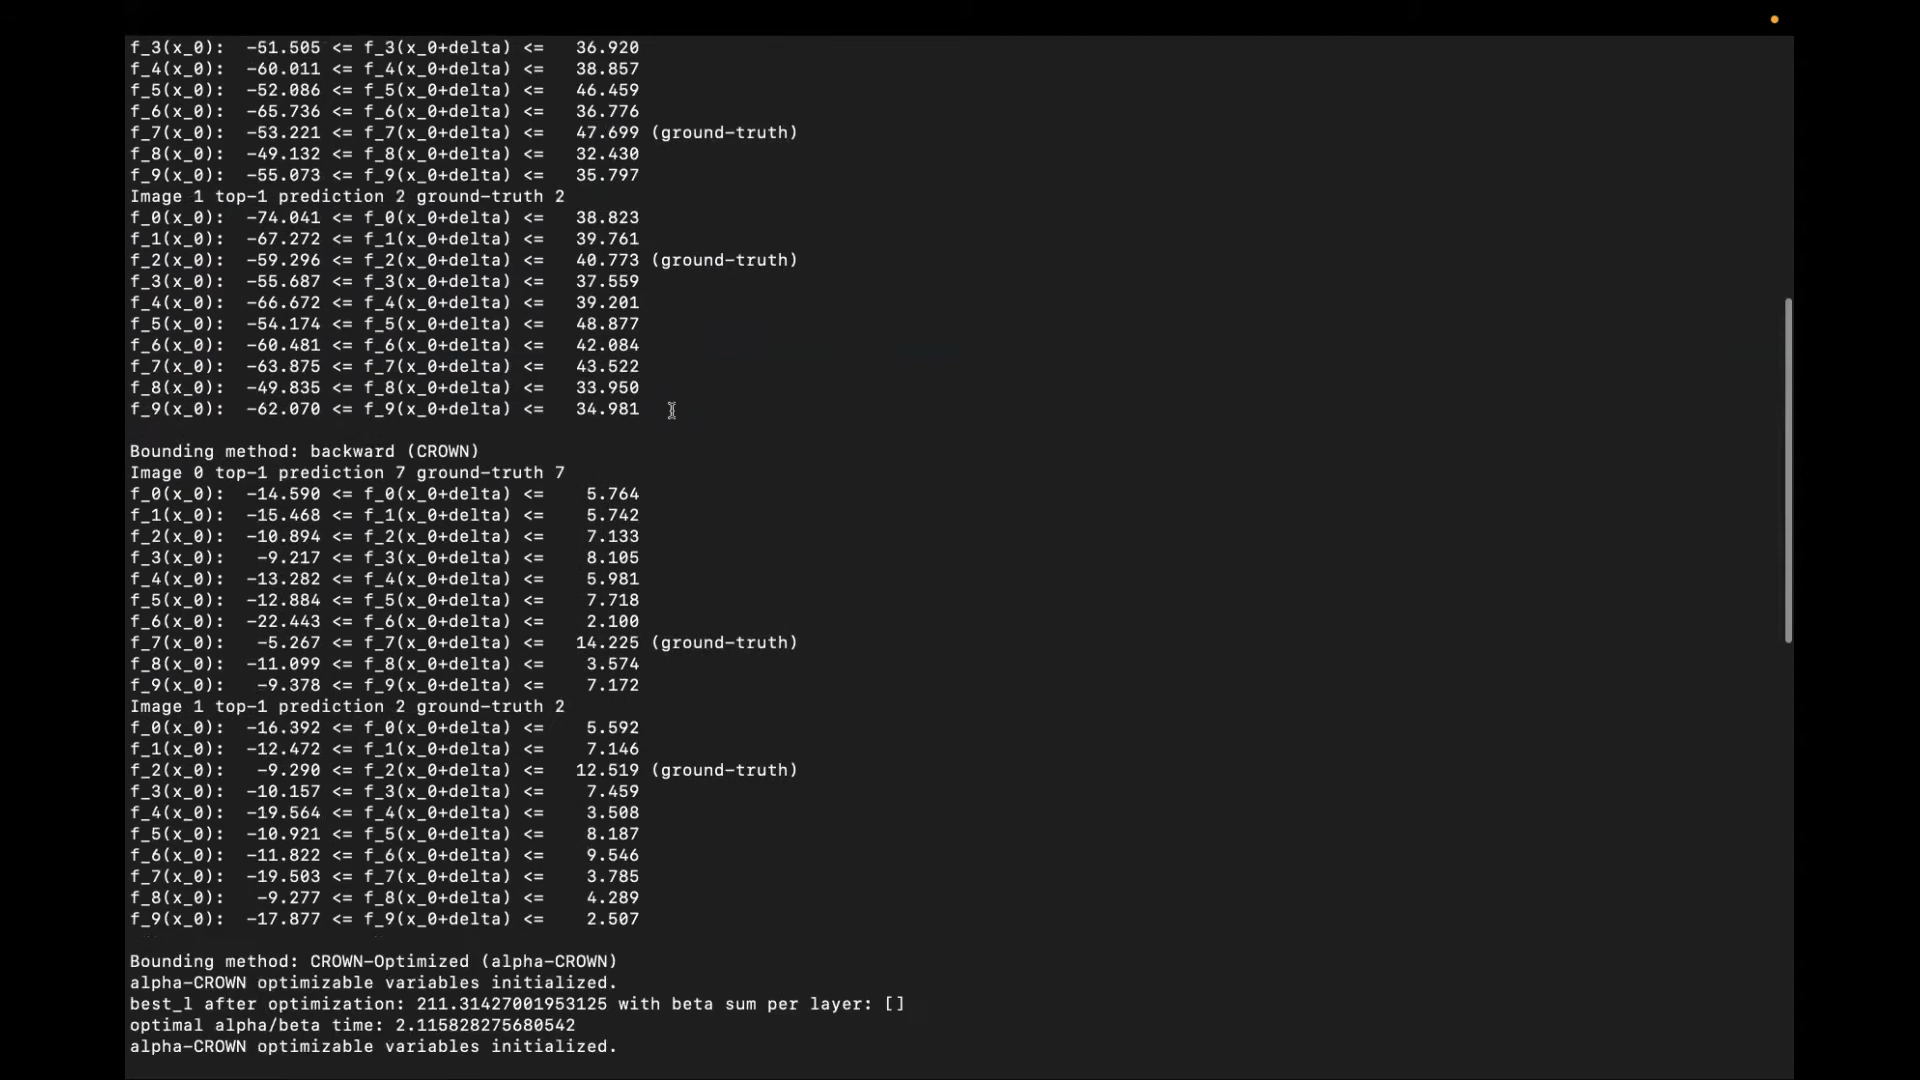 f_3(x_0):  -51.505 <= f_3(x_0+delta) <=   36.920
f_4(x_0):  -60.011 <= f_4(x_0+delta) <=   38.857
f_5(x_0):  -52.086 <= f_5(x_0+delta) <=   46.459
f_6(x_0):  -65.736 <= f_6(x_0+delta) <=   36.776
f_7(x_0):  -53.221 <= f_7(x_0+delta) <=   47.699 (ground-truth)
f_8(x_0):  -49.132 <= f_8(x_0+delta) <=   32.430
f_9(x_0):  -55.073 <= f_9(x_0+delta) <=   35.797
Image 1 top-1 prediction 2 ground-truth 2
f_0(x_0):  -74.041 <= f_0(x_0+delta) <=   38.823
f_1(x_0):  -67.272 <= f_1(x_0+delta) <=   39.761
f_2(x_0):  -59.296 <= f_2(x_0+delta) <=   40.773 (ground-truth)
f_3(x_0):  -55.687 <= f_3(x_0+delta) <=   37.559
f_4(x_0):  -66.672 <= f_4(x_0+delta) <=   39.201
f_5(x_0):  -54.174 <= f_5(x_0+delta) <=   48.877
f_6(x_0):  -60.481 <= f_6(x_0+delta) <=   42.084
f_7(x_0):  -63.875 <= f_7(x_0+delta) <=   43.522
f_8(x_0):  -49.835 <= f_8(x_0+delta) <=   33.950
f_9(x_0):  -62.070 <= f_9(x_0+delta) <=   34.981
Bounding method: backward (CROWN)
Image 0 top-1 prediction 7 ground-truth 7
f_0(x_0):  -14.590 <= f_0(x_0+delta) <=    5.764
f_1(x_0):  -15.468 <= f_1(x_0+delta) <=    5.742
f_2(x_0):  -10.894 <= f_2(x_0+delta) <=    7.133
f_3(x_0):   -9.217 <= f_3(x_0+delta) <=    8.105
f_4(x_0):  -13.282 <= f_4(x_0+delta) <=    5.981
f_5(x_0):  -12.884 <= f_5(x_0+delta) <=    7.718
f_6(x_0):  -22.443 <= f_6(x_0+delta) <=    2.100
f_7(x_0):   -5.267 <= f_7(x_0+delta) <=   14.225 (ground-truth)
f_8(x_0):  -11.099 <= f_8(x_0+delta) <=    3.574
f_9(x_0):   -9.378 <= f_9(x_0+delta) <=    7.172
Image 1 top-1 prediction 2 ground-truth 2
f_0(x_0):  -16.392 <= f_0(x_0+delta) <=    5.592
f_1(x_0):  -12.472 <= f_1(x_0+delta) <=    7.146
f_2(x_0):   -9.290 <= f_2(x_0+delta) <=   12.519 (ground-truth)
f_3(x_0):  -10.157 <= f_3(x_0+delta) <=    7.459
f_4(x_0):  -19.564 <= f_4(x_0+delta) <=    3.508
f_5(x_0):  -10.921 <= f_5(x_0+delta) <=    8.187
f_6(x_0):  -11.822 <= f_6(x_0+delta) <=    9.546
f_7(x_0):  -19.503 <= f_7(x_0+delta) <=    3.785
f_8(x_0):   -9.277 <= f_8(x_0+delta) <=    4.289
f_9(x_0):  -17.877 <= f_9(x_0+delta) <=    2.507
Bounding method: CROWN-Optimized (alpha-CROWN)
alpha-CROWN optimizable variables initialized.
best_l after optimization: 211.31427001953125 with beta sum per layer: []
optimal alpha/beta time: 2.115828275680542
alpha-CROWN optimizable variables initialized.